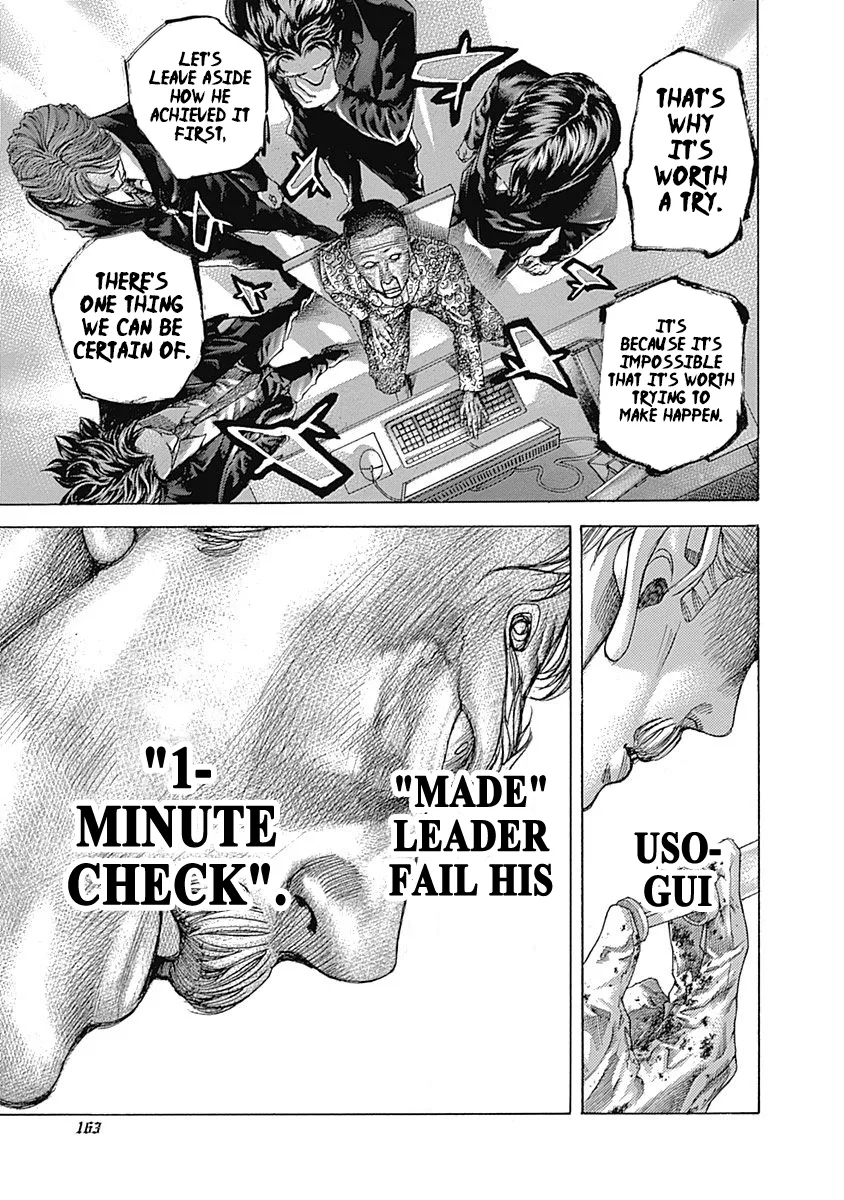 THAT'S
WHY
IT'S
WORTH
A TRY.
IT'S
BECAUSE IT'S
IMPOSSIBLE
THAT IT'S WORTH
TRYING TO
MAKE HAPPEN.
LET'S
LEAVE ASIDE
HOW HE
ACHIEVED IT
FIRST,
THERE'S
ONE THING
WE CAN BE
CERTAIN OF.
USO-
GUI
"MADE"
LEADER
FAIL HIS
"1-
MINUTE
CHECK".
163